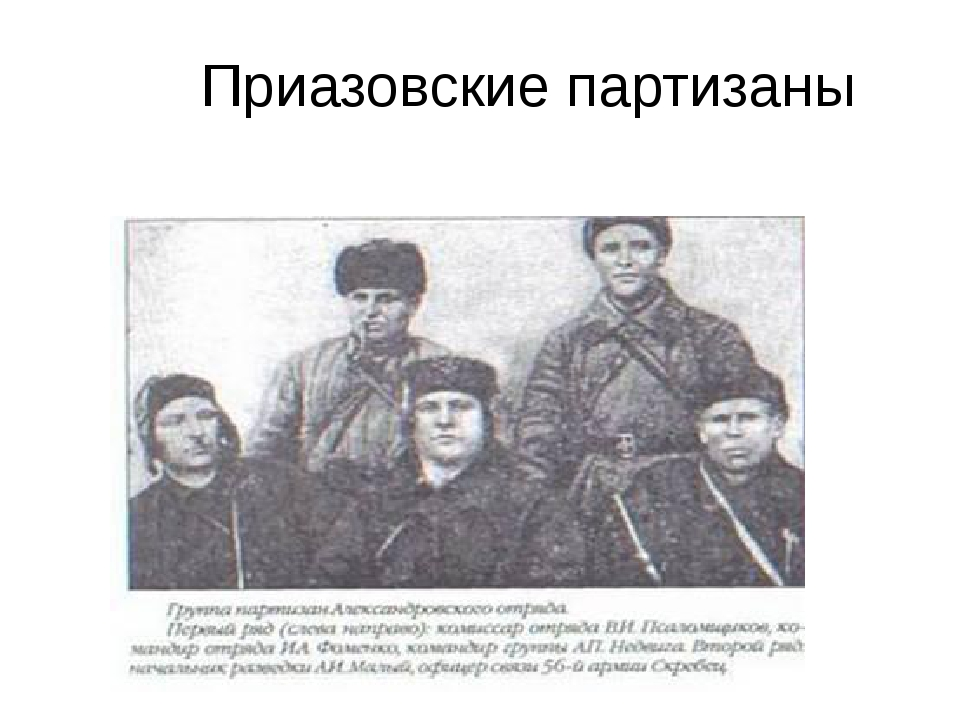 Приазовские партизаны
Группа партизан Александровского отряда.
Первый ряд (слева направо): комиссар отряда В.И. Псаломщиков, ко-
мандир отряда И.А. Фоменко, командир группы А.П. Недвига. Второй ряд:
начальник разведки А.И. Малый, офицер связи 56-й армии Скребец.